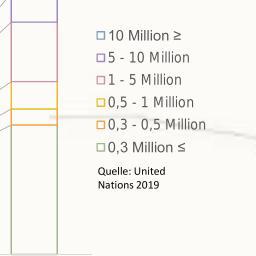 10 Million ≥
5 - 10 Million
1 - 5 Million
0,5 - 1 Million
0,3 - 0,5 Million
0,3 Million ≤
Quelle: United
Nations 2019